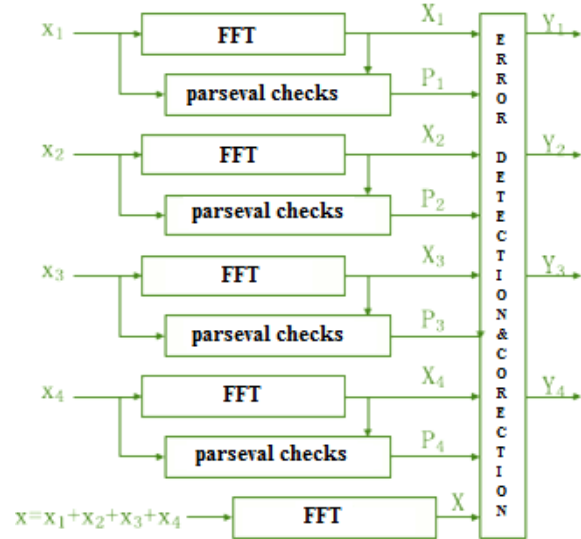 x₁ FFT X₁ Y₁
parseval checks P₁
x₂ FFT X₂ Y₂
parseval checks P₂
x₃ FFT X₃ Y₃
parseval checks P₃
x₄ FFT X₄ Y₄
parseval checks P₄
x=x₁+x₂+x₃+x₄ FFT X
ERROR DETECTION&CORECTION